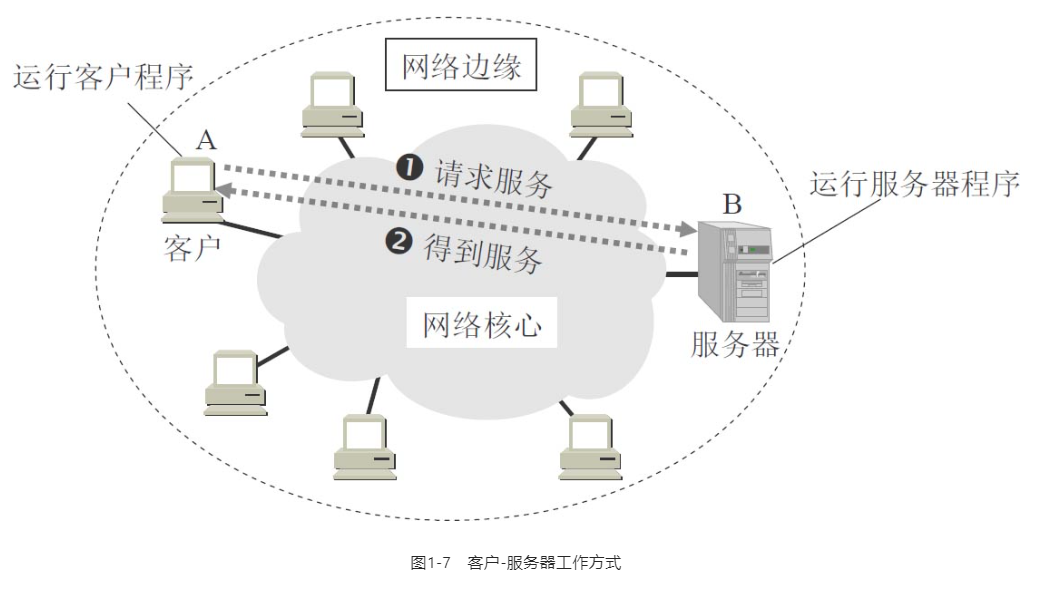 网络边缘
运行客户程序
A
❶ 请求服务
运行服务器程序
B
客户
❷ 得到服务
网络核心
服务器
图1-7 客户-服务器工作方式